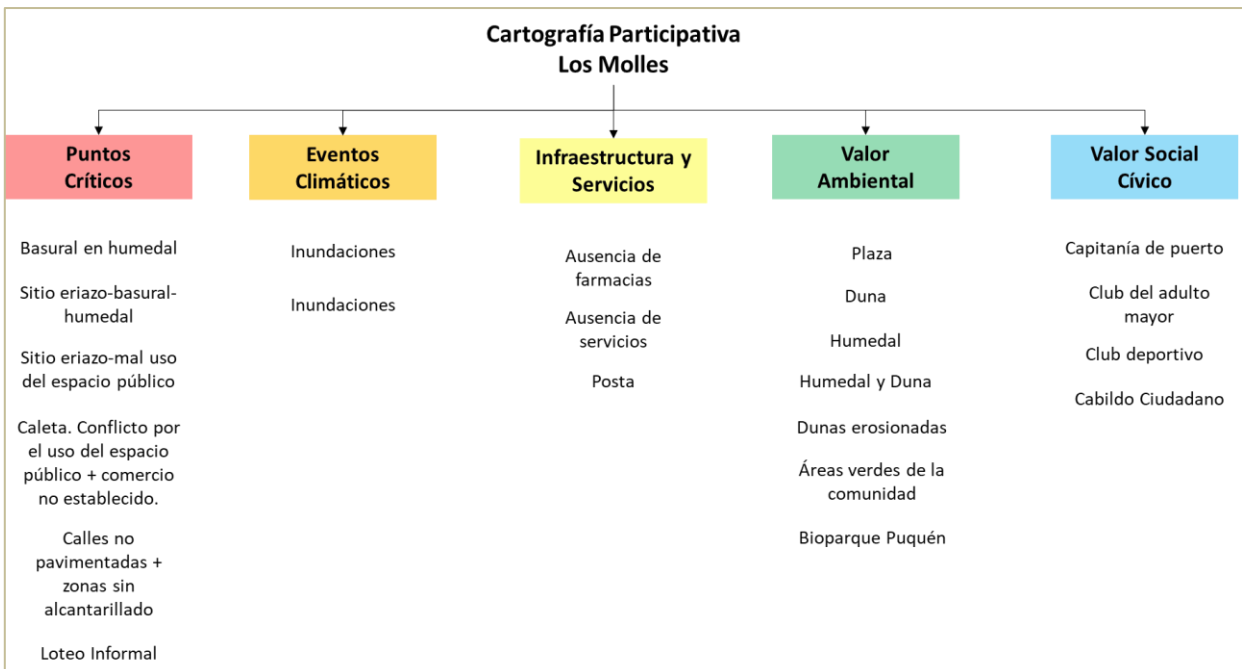 Cartografía Participativa
Los Molles
Puntos
Críticos
Basural en humedal
Sitio eriazo-basural-
humedal
Sitio eriazo-mal uso
del espacio público
Caleta. Conflicto por
el uso del espacio
público + comercio
no establecido.
Calles no
pavimentadas +
zonas sin
alcantarillado
Loteo Informal
Eventos
Climáticos
Inundaciones
Inundaciones
Infraestructura y
Servicios
Ausencia de
farmacias
Ausencia de
servicios
Posta
Valor
Ambiental
Plaza
Duna
Humedal
Humedal y Duna
Dunas erosionadas
Áreas verdes de la
comunidad
Bioparque Puquén
Valor Social
Cívico
Capitanía de puerto
Club del adulto
mayor
Club deportivo
Cabildo Ciudadano